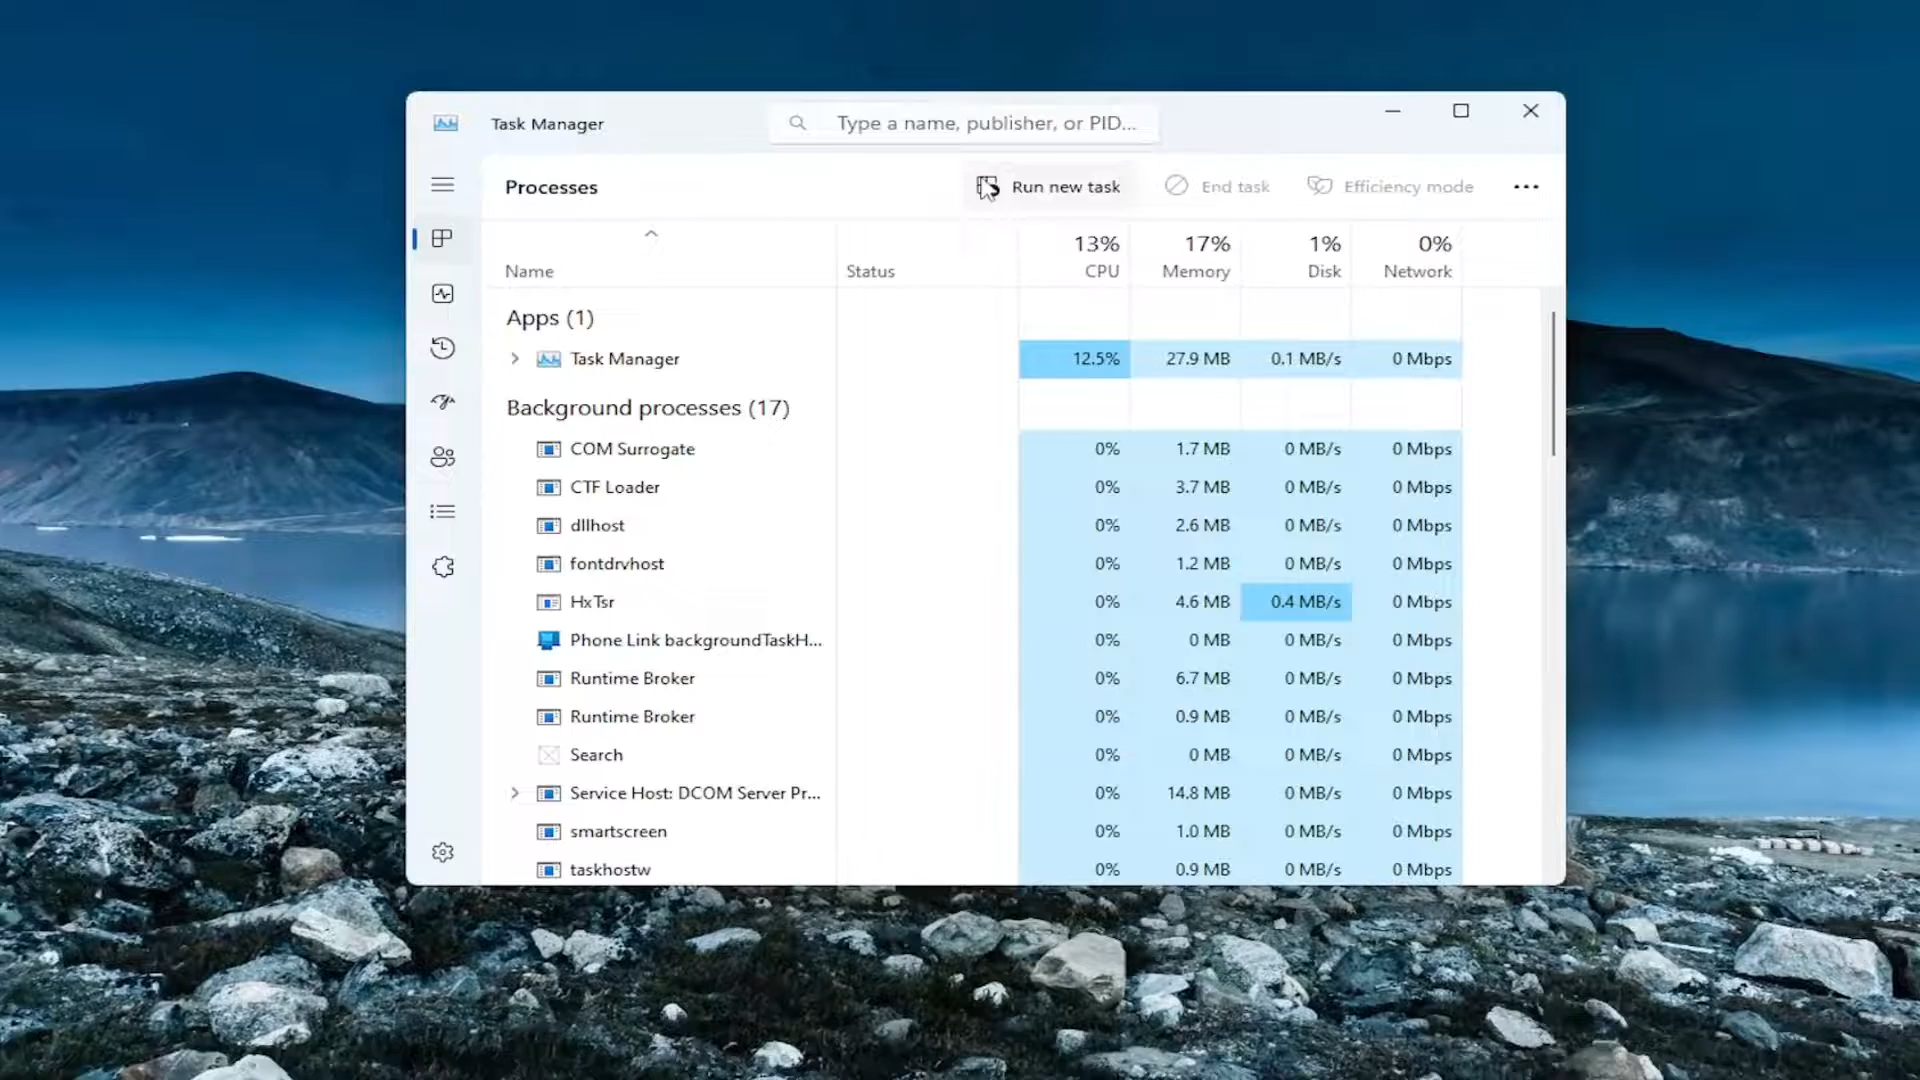 Task Manager
Type a name, publisher, or PID...
Processes
Run new task
End task
Efficiency mode
13% 17% 1% 0%
Name Status CPU Memory Disk Network
Apps (1)
Task Manager 12.5% 27.9 MB 0.1 MB/s 0 Mbps
Background processes (17)
COM Surrogate 0% 1.7 MB 0 MB/s 0 Mbps
CTF Loader 0% 3.7 MB 0 MB/s 0 Mbps
dllhost 0% 2.6 MB 0 MB/s 0 Mbps
fontdrvhost 0% 1.2 MB 0 MB/s 0 Mbps
HxTsr 0% 4.6 MB 0.4 MB/s 0 Mbps
Phone Link backgroundTaskH... 0% 0 MB 0 MB/s 0 Mbps
Runtime Broker 0% 6.7 MB 0 MB/s 0 Mbps
Runtime Broker 0% 0.9 MB 0 MB/s 0 Mbps
Search 0% 0 MB 0 MB/s 0 Mbps
Service Host: DCOM Server Pr... 0% 14.8 MB 0 MB/s 0 Mbps
smartscreen 0% 1.0 MB 0 MB/s 0 Mbps
taskhostw 0% 0.9 MB 0 MB/s 0 Mbps